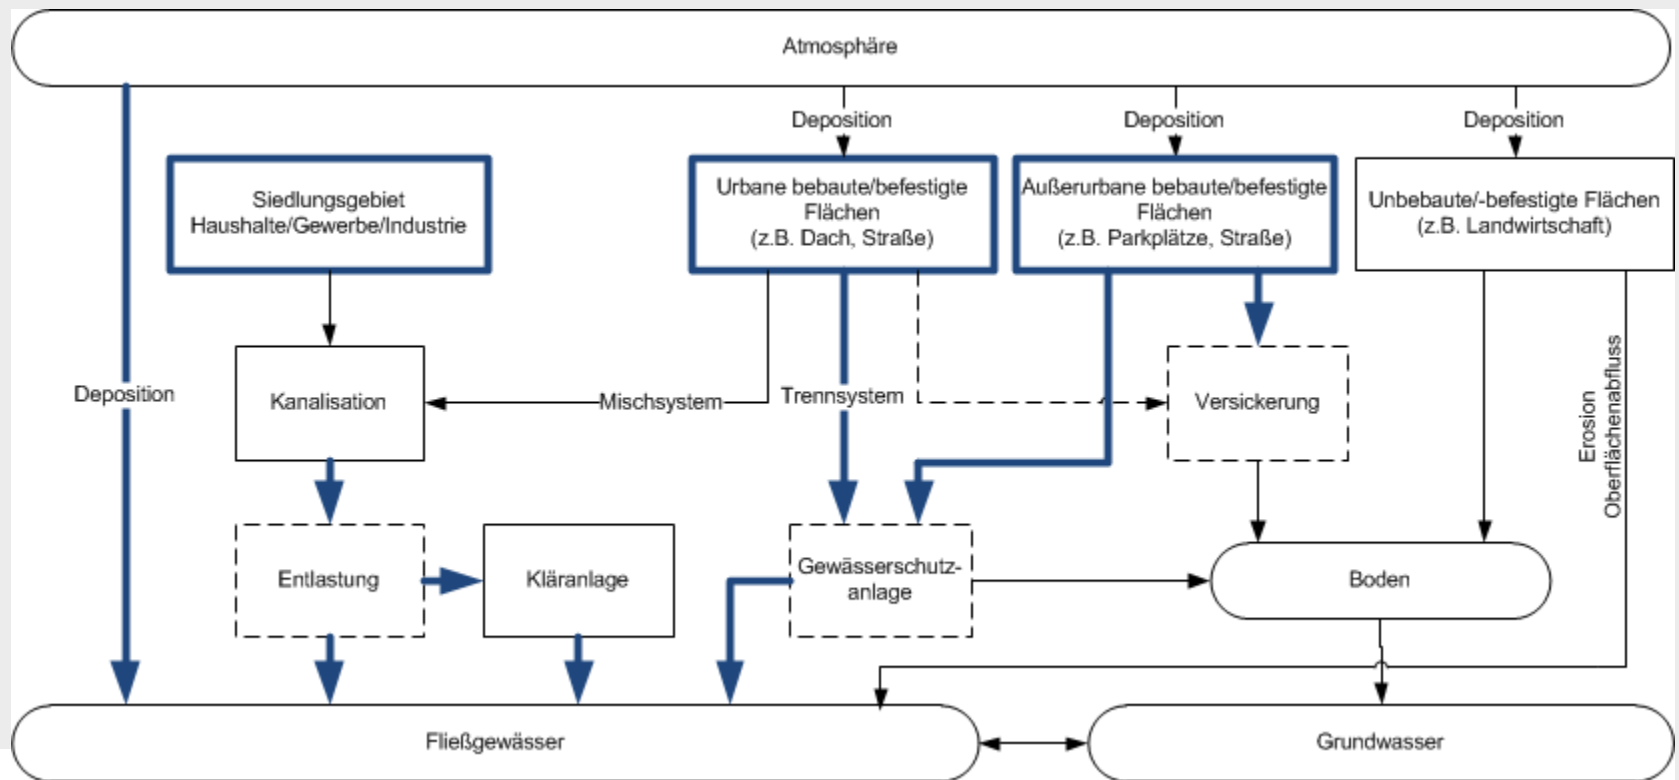 Atmosphäre
Deposition
Deposition
Deposition
Siedlungsgebiet
Haushalte/Gewerbe/Industrie
Urbane bebaute/befestigte
Flächen
(z.B. Dach, Straße)
Außerurbane bebaute/befestigte
Flächen
(z.B. Parkplätze, Straße)
Unbebaute/-befestigte Flächen
(z.B. Landwirtschaft)
Deposition
Kanalisation
Mischsystem
Trennsystem
Versickerung
Erosion
Oberflächenabfluss
Entlastung
Kläranlage
Gewässerschutz-
anlage
Boden
Fließgewässer
Grundwasser